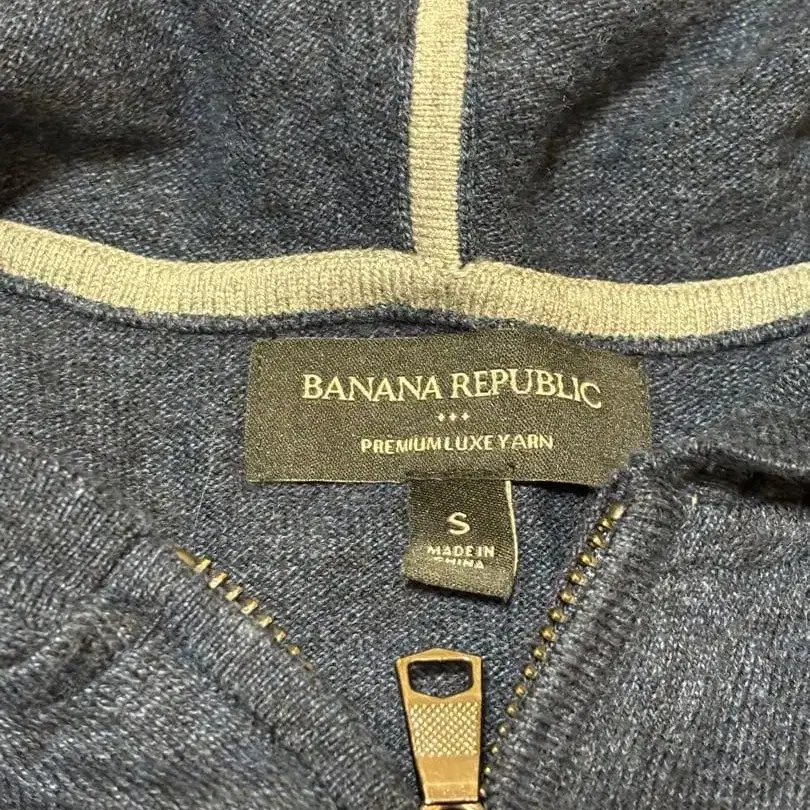 BANANA REPUBLIC
PREMIUM LUXE YARN
S
MADE IN
CHINA